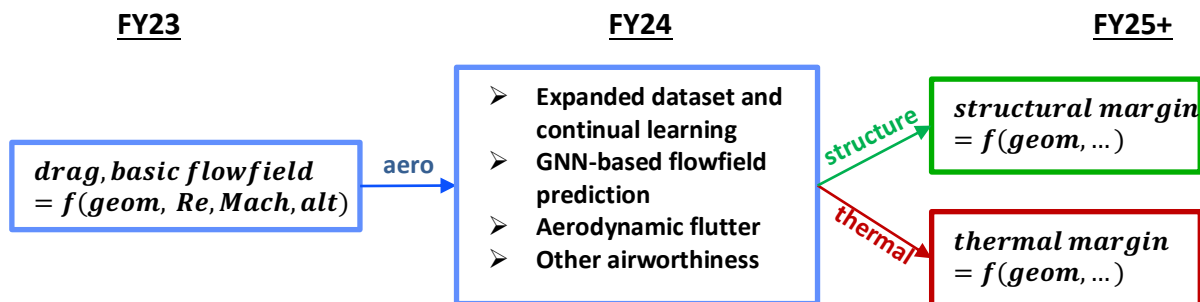 FY23
FY24
FY25+
drag, basic flowfield
= f(geom, Re, Mach, alt)
aero
➢ Expanded dataset and
continual learning
➢ GNN-based flowfield
prediction
➢ Aerodynamic flutter
➢ Other airworthiness
structure
thermal
structural margin
= f(geom, ...)
thermal margin
= f(geom, ...)